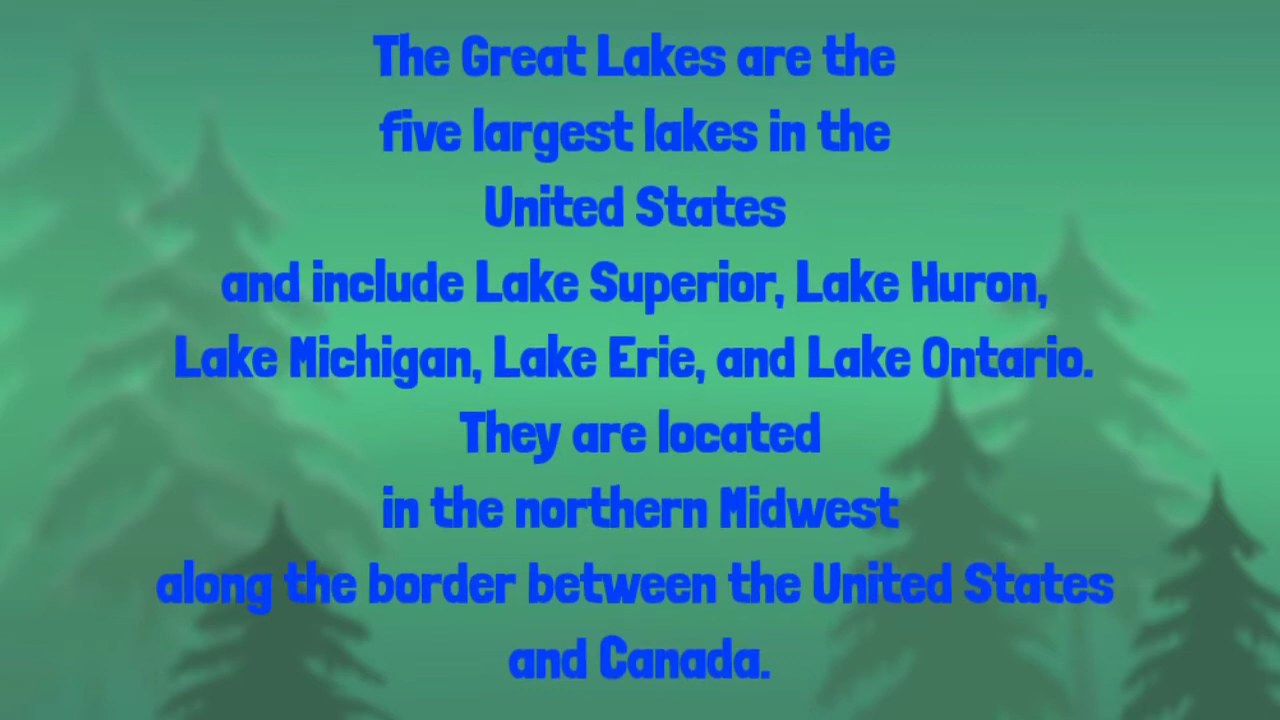 The Great Lakes are the
five largest lakes in the
United States
and include Lake Superior, Lake Huron,
Lake Michigan, Lake Erie, and Lake Ontario.
They are located
in the northern Midwest
along the border between the United States
and Canada.